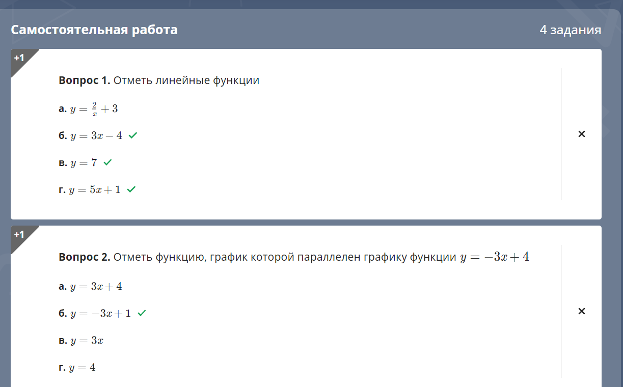 Самостоятельная работа 4 задания
+1
Вопрос 1. Отметь линейные функции
а. y = 2/x + 3
б. y = 3x − 4 ✓
в. y = 7 ✓
г. y = 5x + 1 ✓
×
+1
Вопрос 2. Отметь функцию, график которой параллелен графику функции y = −3x + 4
а. y = 3x + 4
б. y = −3x + 1 ✓
в. y = 3x
г. y = 4
×